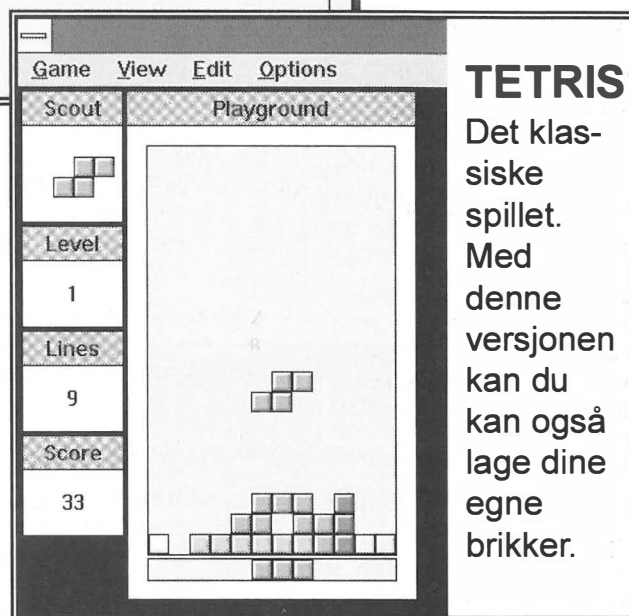 Game View Edit Options
Scout
Playground
Level
1
Lines
9
Score
33
TETRIS
Det klas-
siske
spillet.
Med
denne
versjonen
kan du
kan også
lage dine
egne
brikker.